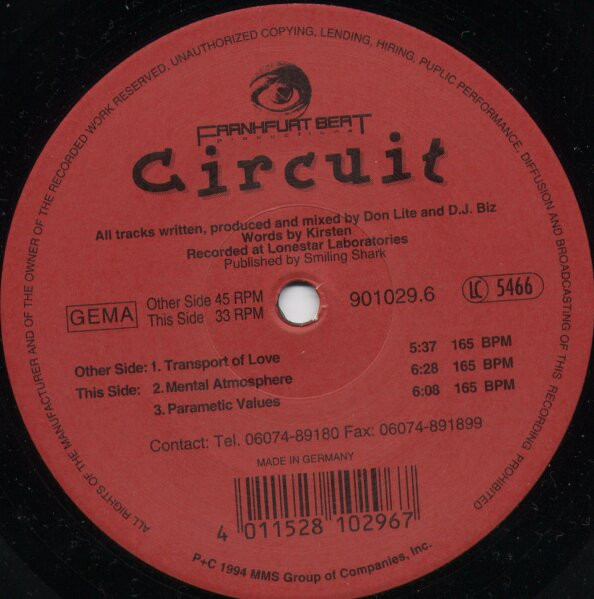 ALL RIGHTS OF THE MANUFACTURER AND OF THE OWNER OF THE RECORDED WORK RESERVED, UNAUTHORIZED COPYING, LENDING, HIRING, PUPLIC PERFORMANCE, DIFFUSION AND BROADCASTING OF THIS RECORDING PROHIBITED
FRANKFURT BEAT
productions
Circuit
All tracks written, produced and mixed by Don Lite and D.J. Biz
Words by Kirsten
Recorded at Lonestar Laboratories
Published by Smiling Shark
GEMA
Other Side 45 RPM
This Side 33 RPM
901029.6
LC 5466
Other Side: 1. Transport of Love 5:37 165 BPM
This Side: 2. Mental Atmosphere 6:28 165 BPM
3. Parametic Values 6:08 165 BPM
Contact: Tel. 06074-89180 Fax: 06074-891899
MADE IN GERMANY
4 011528 102967
P+C 1994 MMS Group of Companies, Inc.